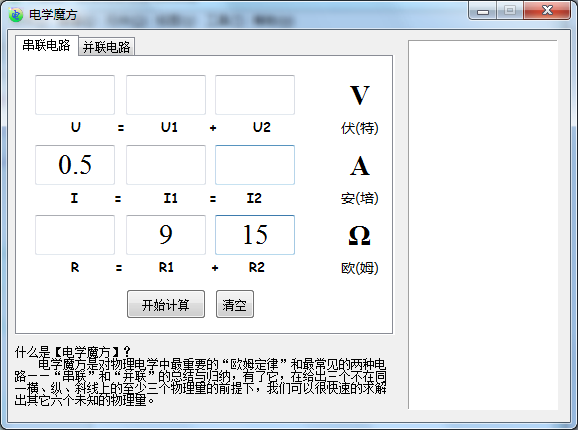 电学魔方
串联电路 并联电路
V
U = U1 + U2 伏(特)
0.5 A
I = I1 = I2 安(培)
9 15 Ω
R = R1 + R2 欧(姆)
开始计算 清空
什么是【电学魔方】?
电学魔方是对物理电学中最重要的“欧姆定律”和最常见的两种电
路－－“串联”和“并联”的总结与归纳，有了它，在给出三个不在同
一横、纵、斜线上的至少三个物理量的前提下，我们可以很快速的求解
出其它六个未知的物理量。